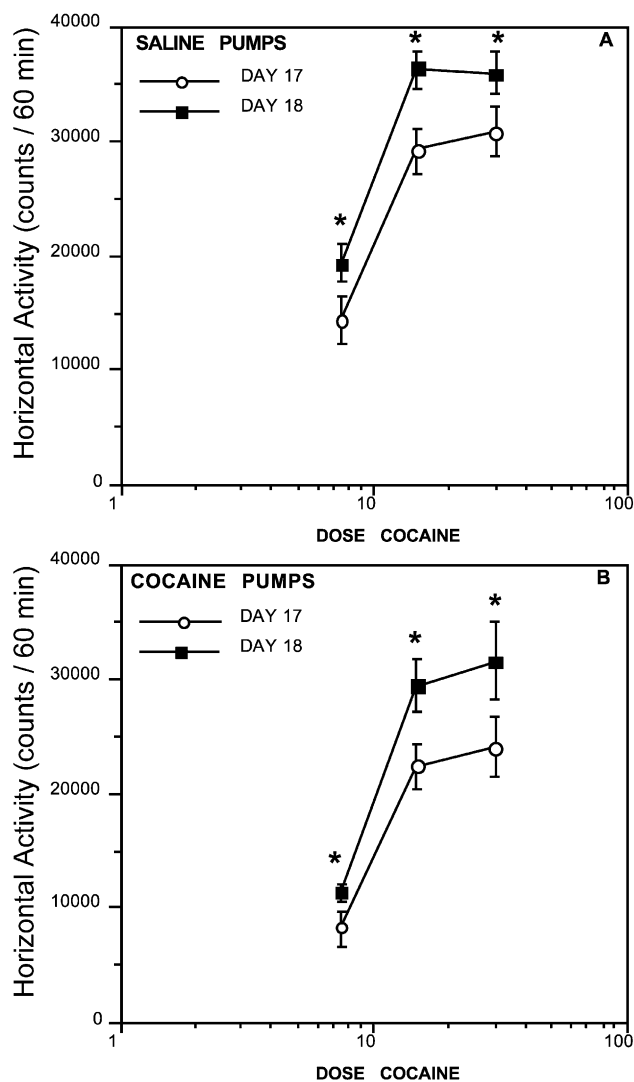 40000
SALINE PUMPS
A
DAY 17
DAY 18
*
*
30000
*
20000
10000
0
Horizontal Activity (counts / 60 min)
1
10
100
DOSE COCAINE
40000
COCAINE PUMPS
B
DAY 17
DAY 18
*
*
30000
20000
*
10000
0
Horizontal Activity (counts / 60 min)
1
10
100
DOSE COCAINE